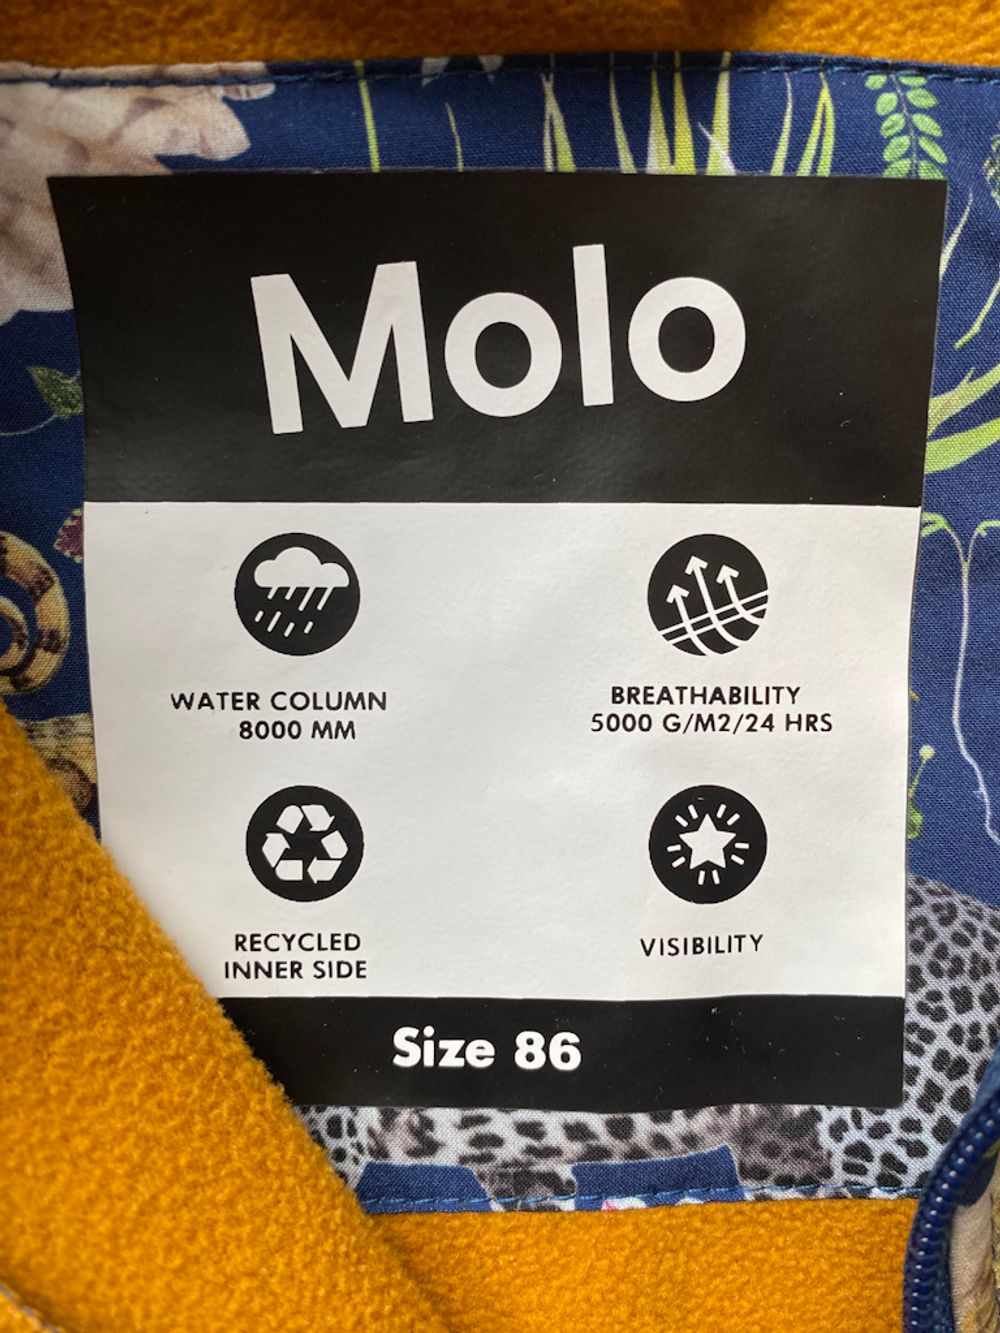 Molo
WATER COLUMN
8000 MM
BREATHABILITY
5000 G/M2/24 HRS
RECYCLED
INNER SIDE
VISIBILITY
Size 86